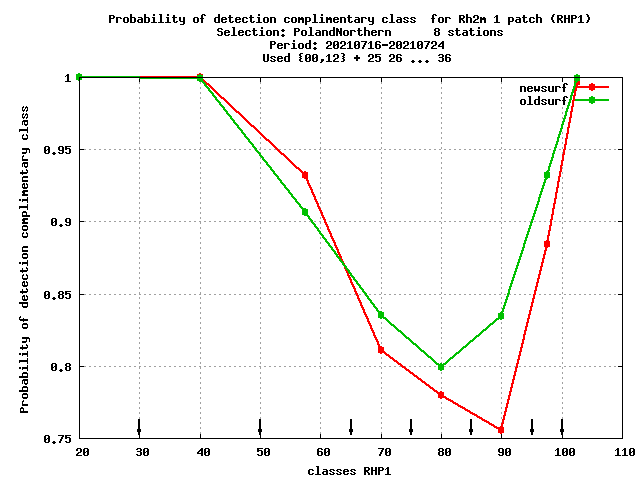 Probability of detection complimentary class  for Rh2m 1 patch (RHP1)
Selection: PolandNorthern      8 stations
Period: 20210716-20210724
Used {00,12} + 25 26 ... 36
newsurf
oldsurf
Probability of detection complimentary class
1
0.95
0.9
0.85
0.8
0.75
20 30 40 50 60 70 80 90 100 110
classes RHP1